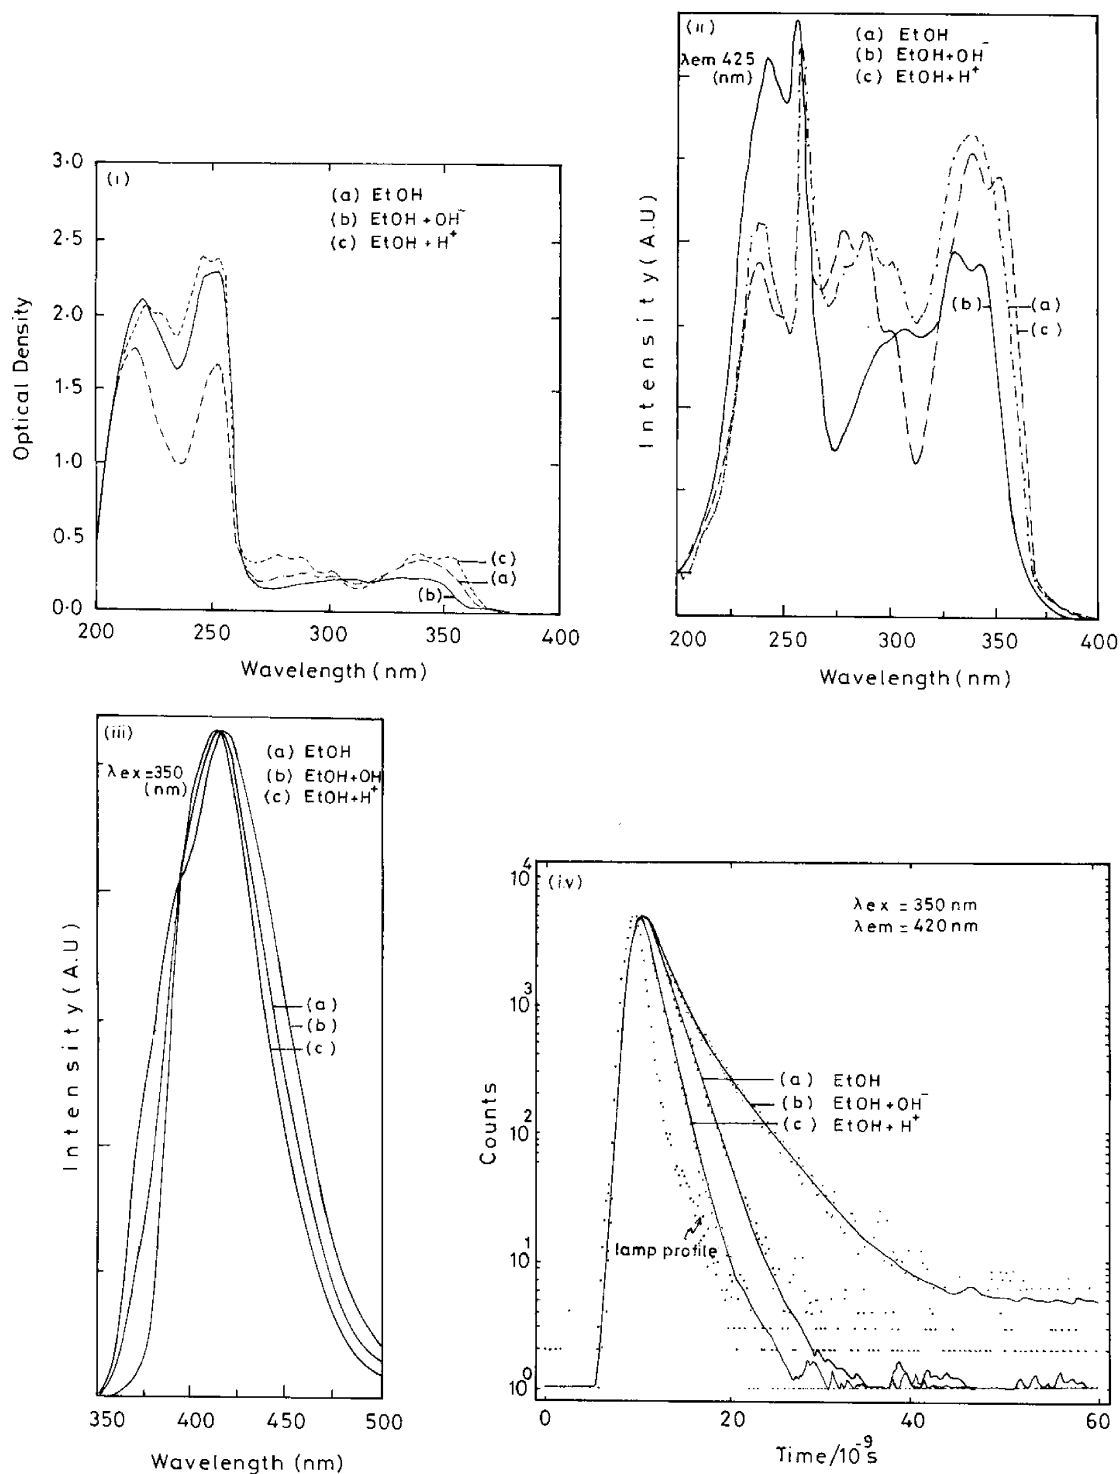 (i)
(a) EtOH
(b) EtOH + OH⁻
(c) EtOH + H⁺
3·0
2·5
2·0
1·5
1·0
0·5
0·0
Optical Density
(c)
(a)
(b)
200 250 300 350 400
Wavelength (nm)
(ii)
λem 425
(nm)
(a) EtOH
(b) EtOH+OH⁻
(c) EtOH+H⁺
Intensity (A.U)
(b)
(a)
(c)
200 250 300 350 400
Wavelength (nm)
(iii)
λex=350
(nm)
(a) EtOH
(b) EtOH+OH
(c) EtOH+H⁺
Intensity (A.U)
(a)
(b)
(c)
350 400 450 500
Wavelength (nm)
(iv)
λex = 350 nm
λem = 420 nm
10⁴
10³
10²
10¹
10⁰
Counts
(a) EtOH
(b) EtOH+OH⁻
(c) EtOH + H⁺
lamp profile
0 20 40 60
Time/10⁻⁹s